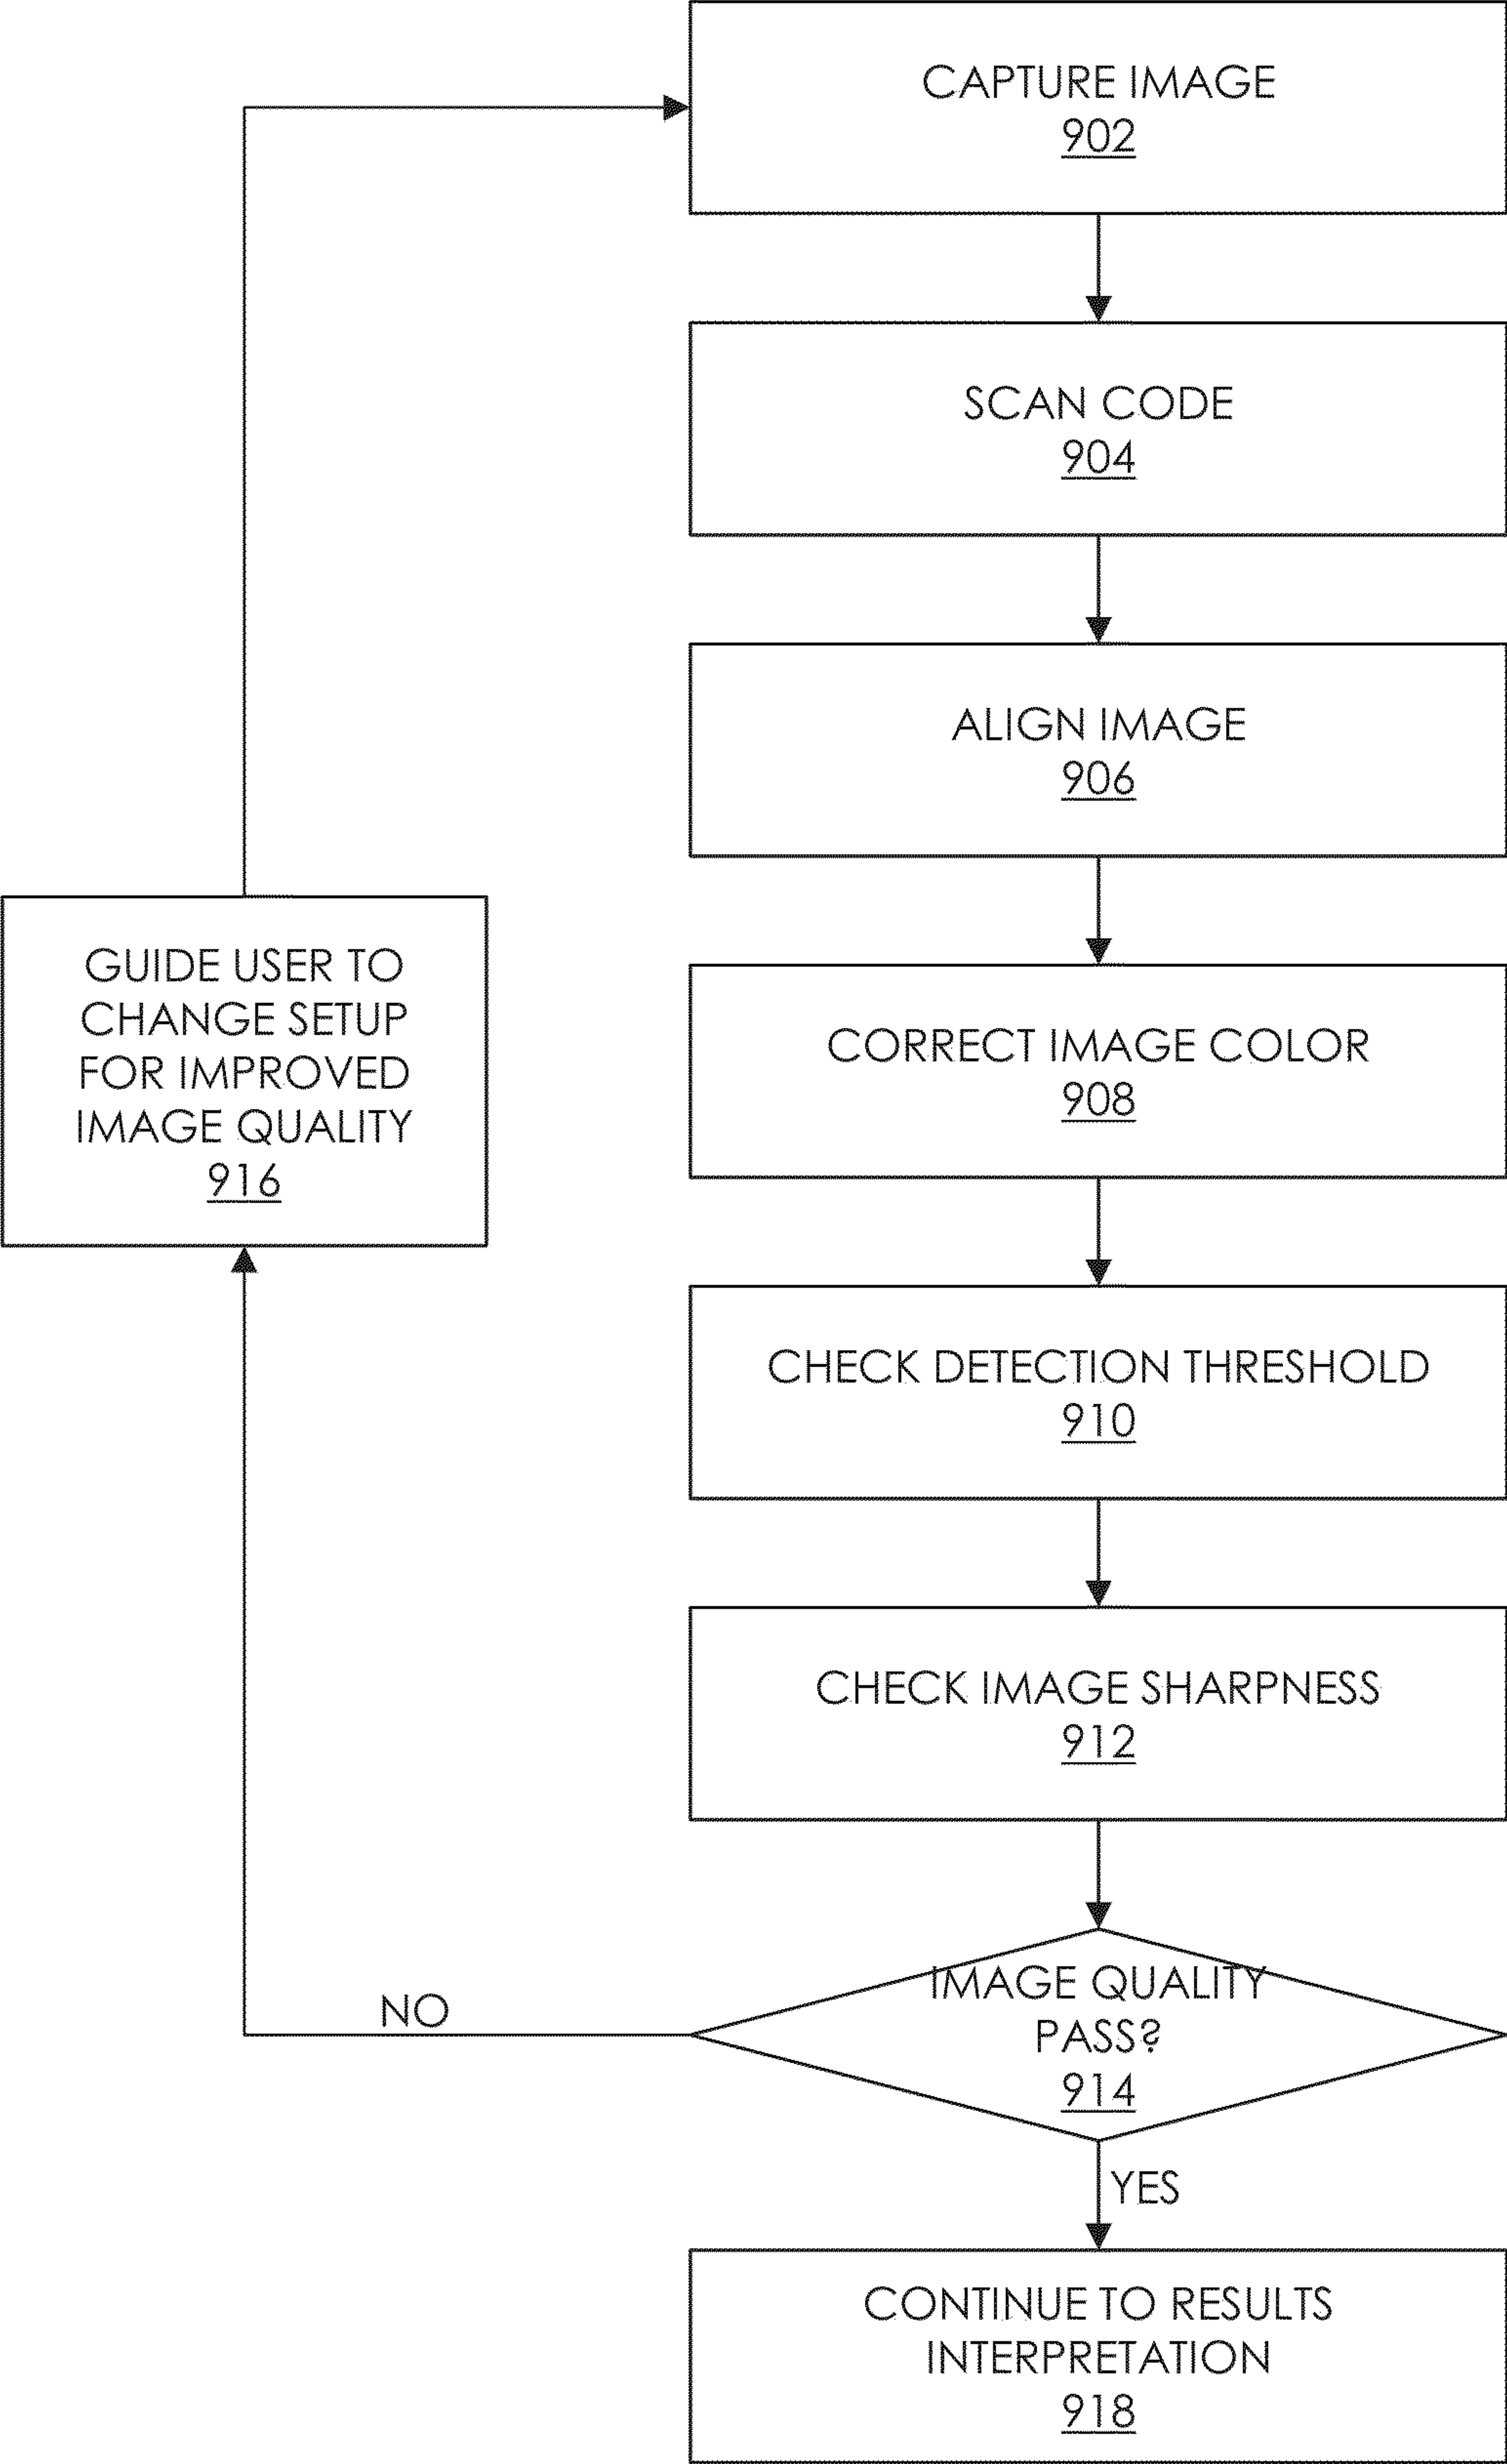 CAPTURE IMAGE
902
SCAN CODE
904
ALIGN IMAGE
906
GUIDE USER TO
CHANGE SETUP
FOR IMPROVED
IMAGE QUALITY
916
CORRECT IMAGE COLOR
908
CHECK DETECTION THRESHOLD
910
CHECK IMAGE SHARPNESS
912
IMAGE QUALITY
PASS?
914
NO
YES
CONTINUE TO RESULTS
INTERPRETATION
918